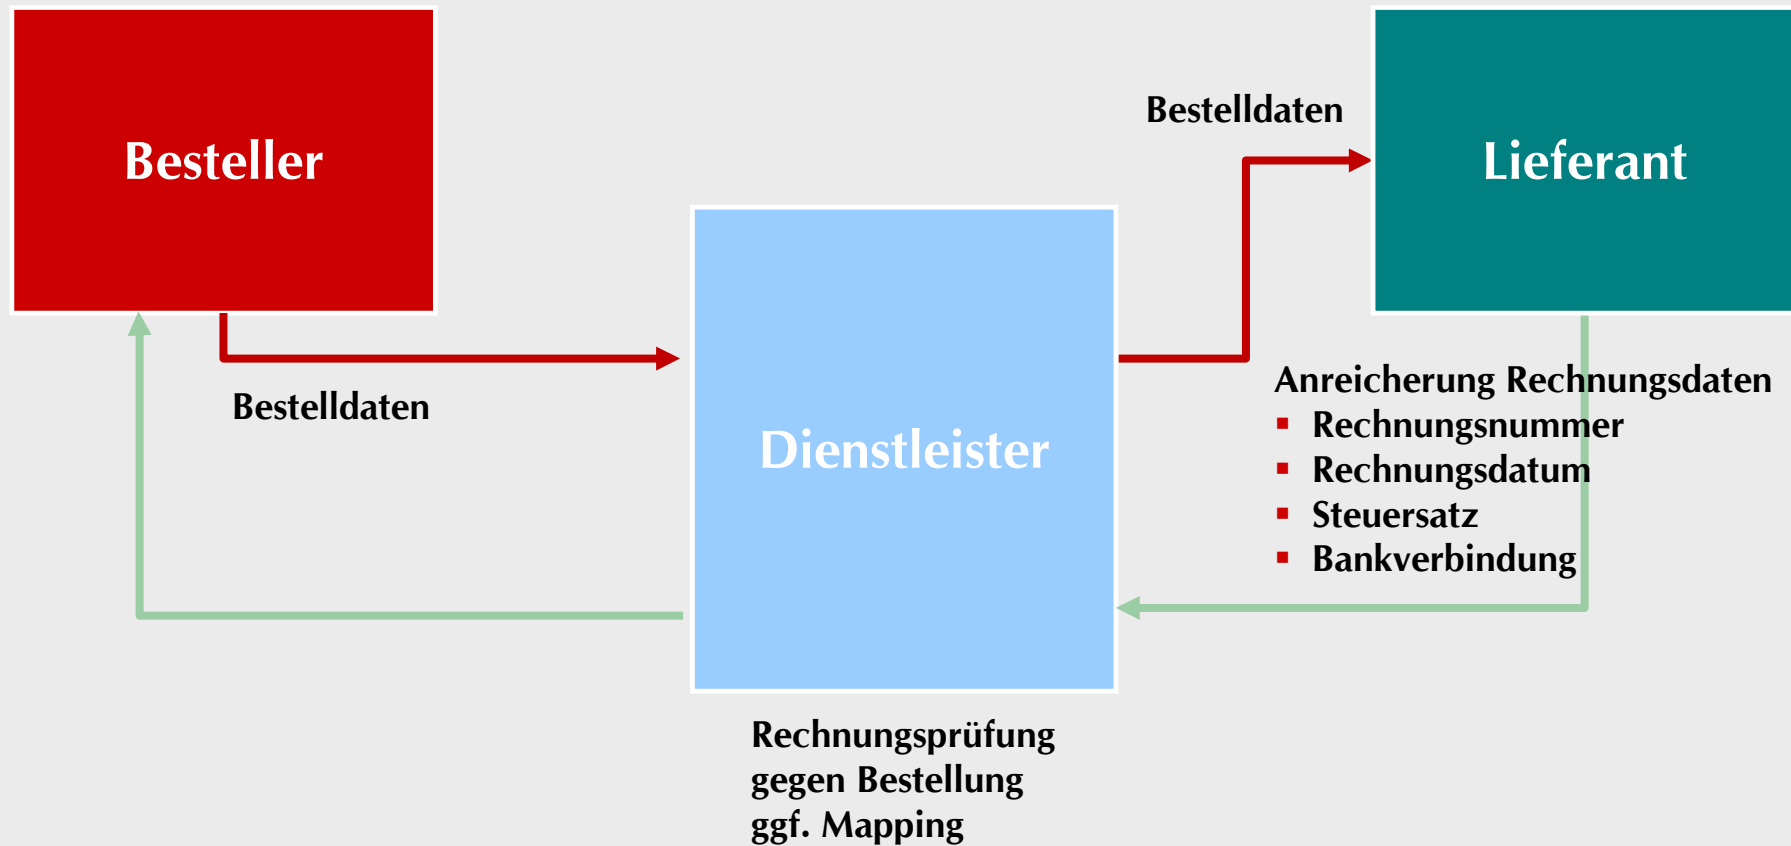 Besteller
Bestelldaten
Dienstleister
Rechnungsprüfung
gegen Bestellung
ggf. Mapping
Bestelldaten
Lieferant
Anreicherung Rechnungsdaten
▪ Rechnungsnummer
▪ Rechnungsdatum
▪ Steuersatz
▪ Bankverbindung